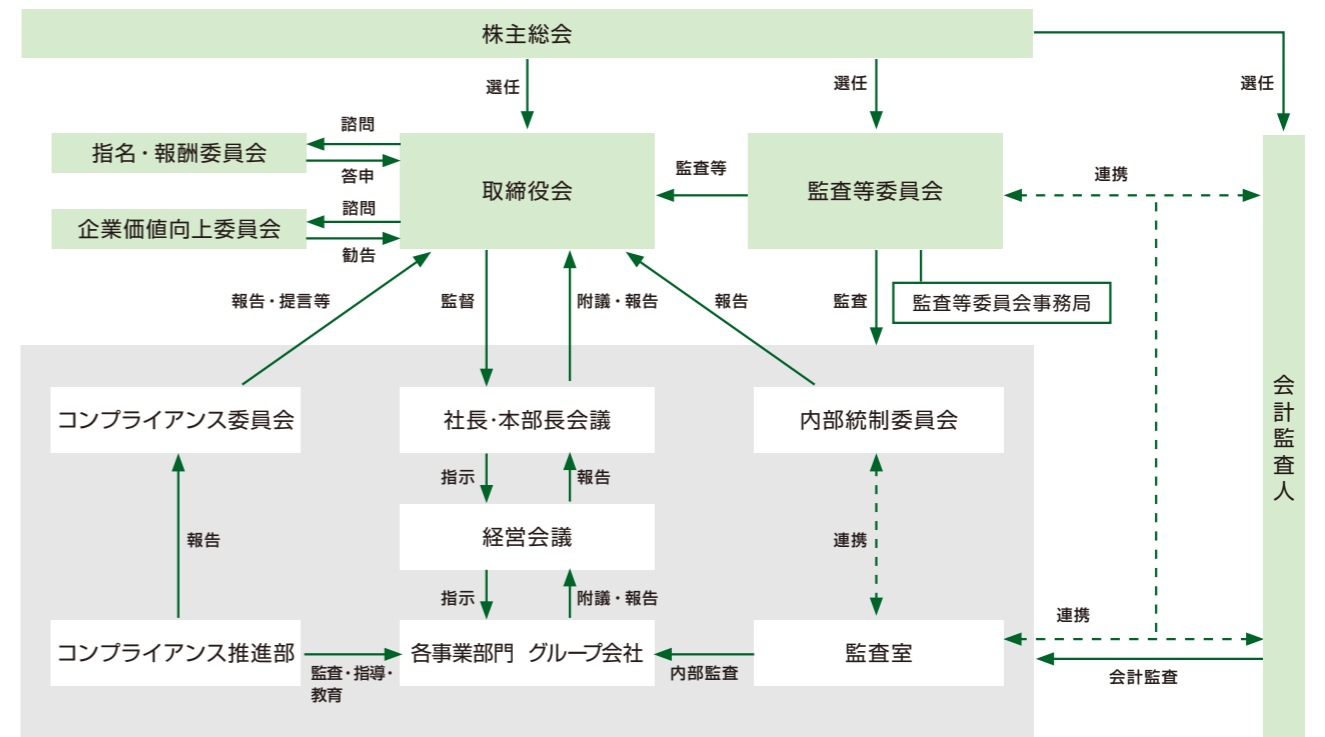 株主総会
選任
選任
選任
諮問
指名・報酬委員会
答申
諮問
企業価値向上委員会
勧告
取締役会
監査等
監査等委員会
連携
報告・提言等
監督
附議・報告
報告
監査
監査等委員会事務局
会計監査人
コンプライアンス委員会
社長・本部長会議
内部統制委員会
指示
報告
報告
経営会議
連携
指示
附議・報告
連携
コンプライアンス推進部
監査・指導・
教育
各事業部門 グループ会社
内部監査
監査室
会計監査